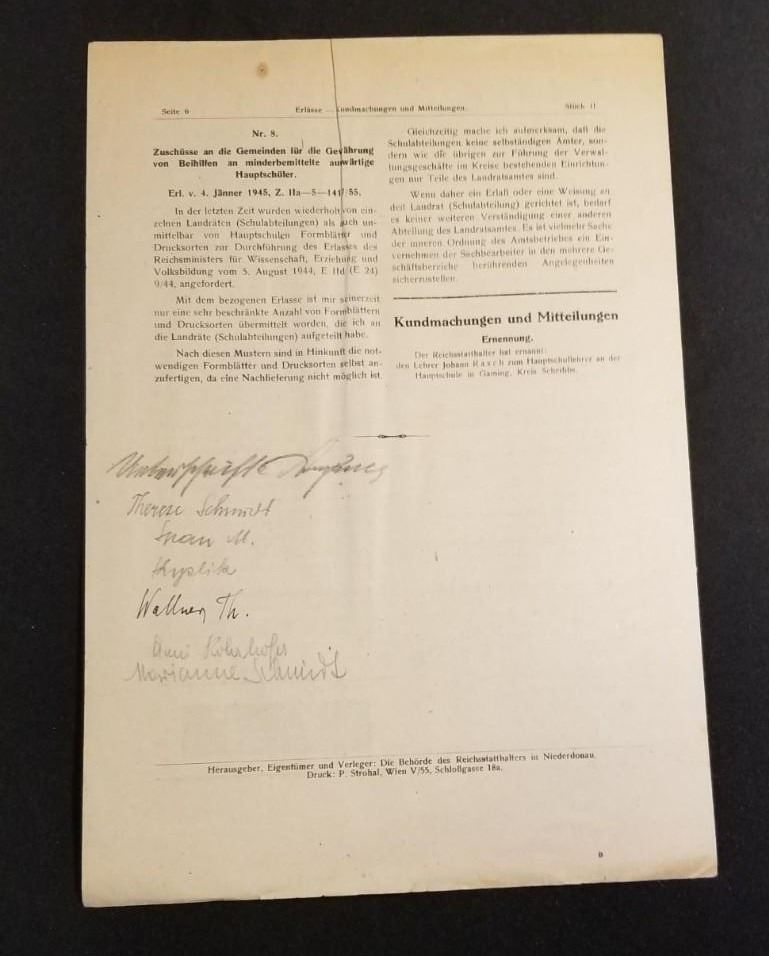 Seite 6
Erlässe — Kundmachungen und Mitteilungen.
Stück II
Nr. 8.
Zuschüsse an die Gemeinden für die Gewährung
von Beihilfen an minderbemittelte auswärtige
Hauptschüler.
Erl. v. 4. Jänner 1945, Z. IIa—5—141/55.
In der letzten Zeit wurden wiederholt von ein-
zelnen Landräten (Schulabteilungen) als auch un-
mittelbar von Hauptschulen Formblätter und
Drucksorten zur Durchführung des Erlasses des
Reichsministers für Wissenschaft, Erziehung und
Volksbildung vom 5. August 1944, E IId (E 24)
9/44, angefordert.
Mit dem bezogenen Erlasse ist mir seinerzeit
nur eine sehr beschränkte Anzahl von Formblättern
und Drucksorten übermittelt worden, die ich an
die Landräte (Schulabteilungen) aufgeteilt habe.
Nach diesen Mustern sind in Hinkunft die not-
wendigen Formblätter und Drucksorten selbst an-
zufertigen, da eine Nachlieferung nicht möglich ist.
Gleichzeitig mache ich aufmerksam, daß die
Schulabteilungen keine selbständigen Ämter, son-
dern wie die übrigen zur Führung der Verwal-
tungsgeschäfte im Kreise bestehenden Einrichtun-
gen nur Teile des Landratsamtes sind.
Wenn daher ein Erlaß oder eine Weisung an
den Landrat (Schulabteilung) gerichtet ist, bedarf
es keiner weiteren Verständigung einer anderen
Abteilung des Landratsamtes. Es ist vielmehr Sache
der inneren Ordnung des Amtsbetriebes ein Ein-
vernehmen der Sachbearbeiter in den mehrere Ge-
schäftsbereiche berührenden Angelegenheiten
sicherzustellen.
Kundmachungen und Mitteilungen
Ernennung.
Der Reichsstatthalter hat ernannt:
den Lehrer Johann Rasch zum Hauptschullehrer an der
Hauptschule in Gaming, Kreis Scheibbs.
Therese Schmidt
M.
Wallner Th.
Marianne Schmidt
Herausgeber, Eigentümer und Verleger: Die Behörde des Reichsstatthalters in Niederdonau.
Druck: P. Strohal, Wien V/55, Schloßgasse 18a.